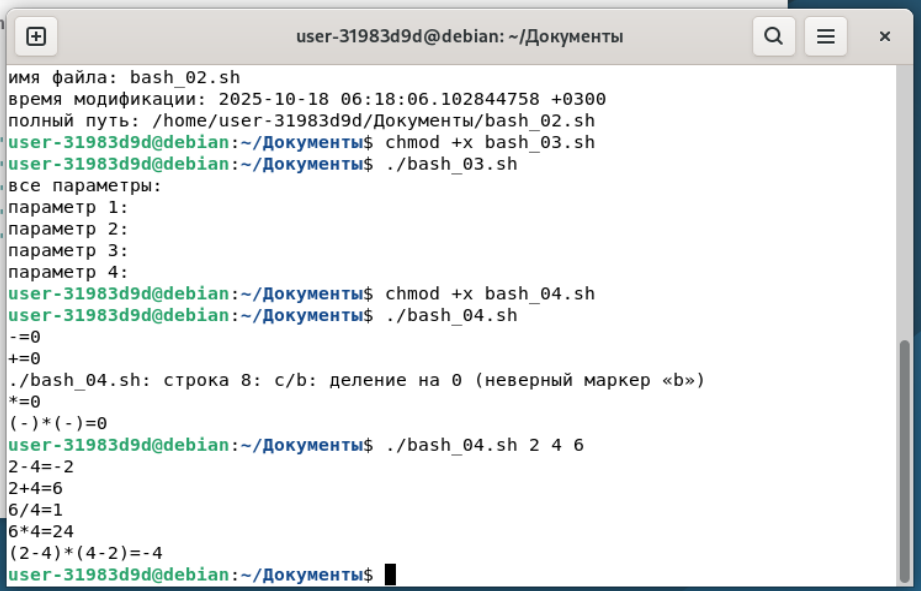 user-31983d9d@debian: ~/Документы
имя файла: bash_02.sh
время модификации: 2025-10-18 06:18:06.102844758 +0300
полный путь: /home/user-31983d9d/Документы/bash_02.sh
user-31983d9d@debian:~/Документы$ chmod +x bash_03.sh
user-31983d9d@debian:~/Документы$ ./bash_03.sh
все параметры:
параметр 1:
параметр 2:
параметр 3:
параметр 4:
user-31983d9d@debian:~/Документы$ chmod +x bash_04.sh
user-31983d9d@debian:~/Документы$ ./bash_04.sh
-=0
+=0
./bash_04.sh: строка 8: c/b: деление на 0 (неверный маркер «b»)
*=0
(-)*(-)=0
user-31983d9d@debian:~/Документы$ ./bash_04.sh 2 4 6
2-4=-2
2+4=6
6/4=1
6*4=24
(2-4)*(4-2)=-4
user-31983d9d@debian:~/Документы$